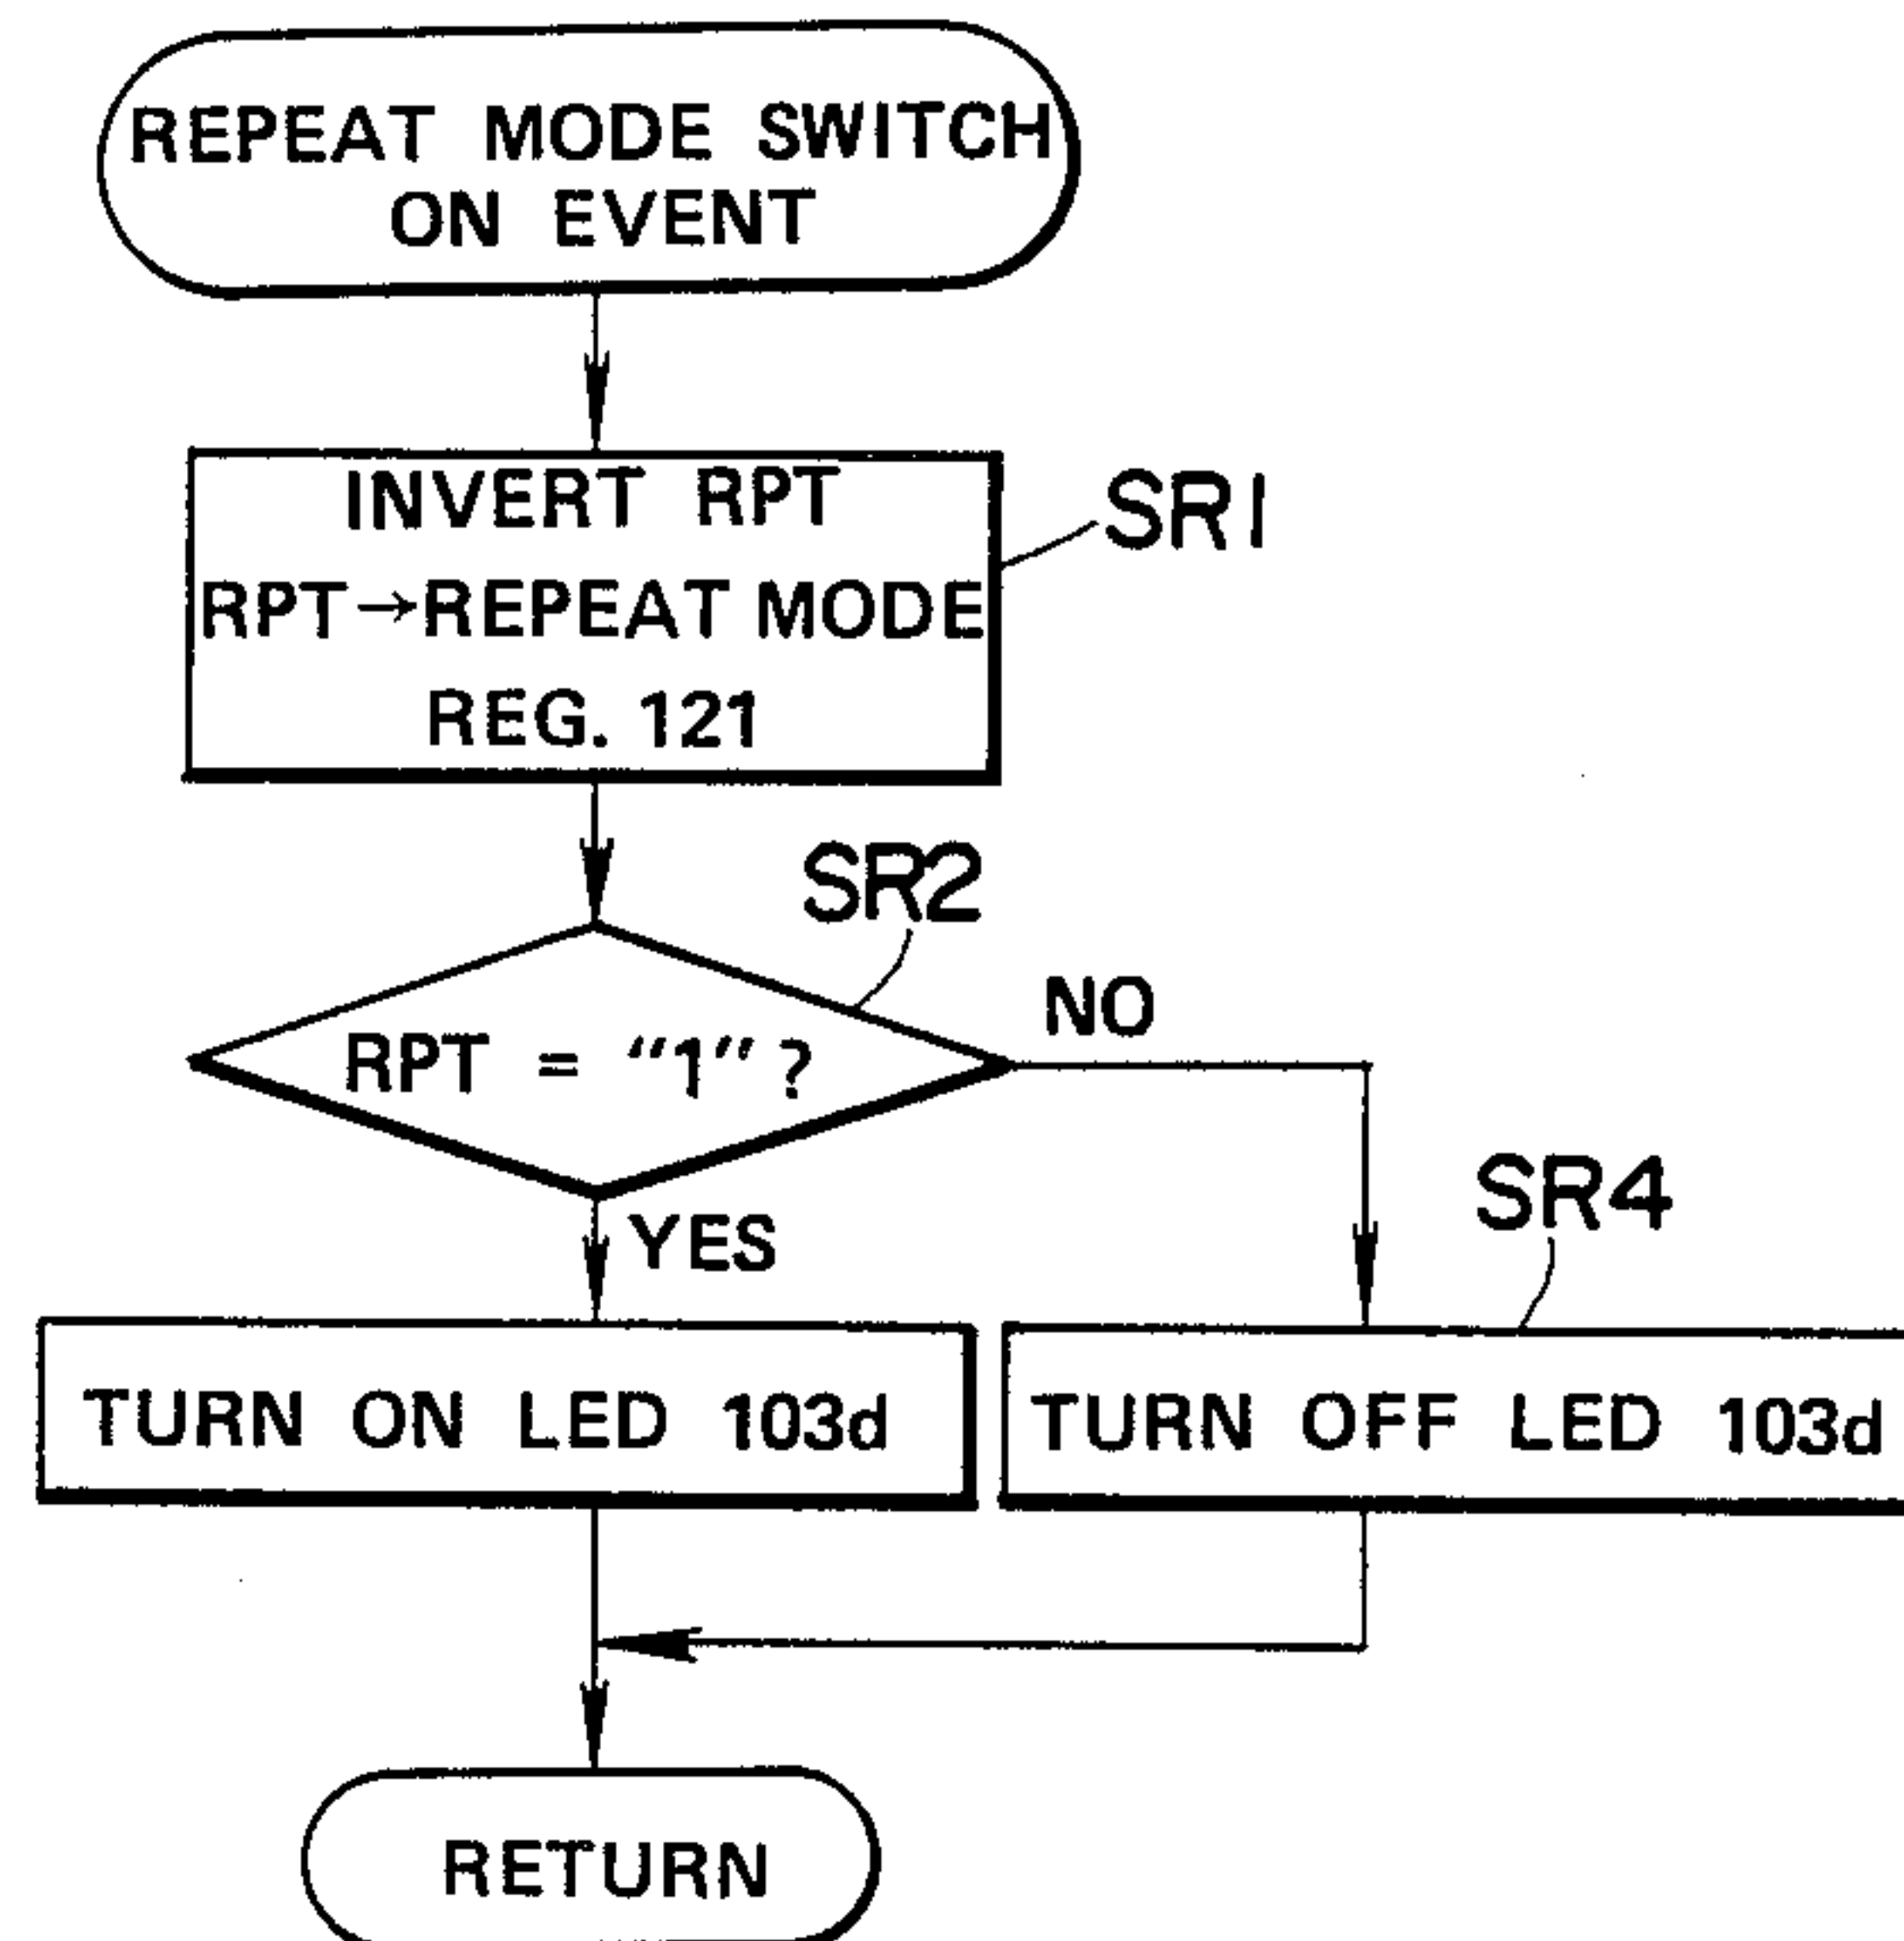 REPEAT MODE SWITCH
ON EVENT
INVERT RPT
RPT→REPEAT MODE
REG. 121
SR1
SR2
RPT = "1"?
NO
YES
SR4
TURN ON LED 103d
TURN OFF LED 103d
RETURN